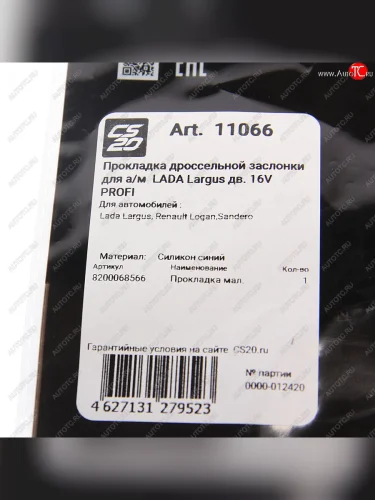 www.AutoTC.ru
EAC
CS
20
Art. 11066
Прокладка дроссельной заслонки
для а/м LADA Largus дв. 16V
PROFI
Для автомобилей :
Lada Largus, Renault Logan,Sandero
Материал: Силикон синий
Артикул Наименование Кол-во
8200068566 Прокладка мал. 1
Гарантийные условия на сайте CS20.ru
№ партии
0000-012420
4 627131 279523